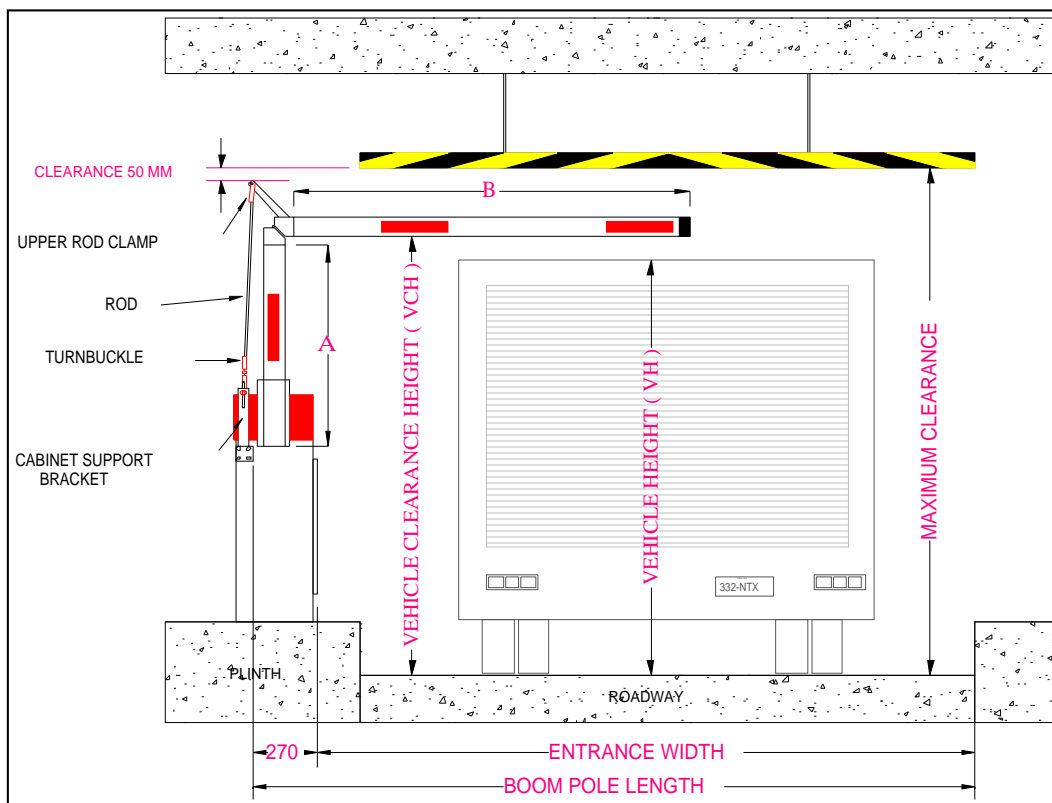 CLEARANCE 50 MM
B
UPPER ROD CLAMP
ROD
TURNBUCKLE
A
CABINET SUPPORT
BRACKET
VEHICLE CLEARANCE HEIGHT ( VCH )
VEHICLE HEIGHT ( VH )
MAXIMUM CLEARANCE
332-NTX
PLINTH
ROADWAY
270
ENTRANCE WIDTH
BOOM POLE LENGTH